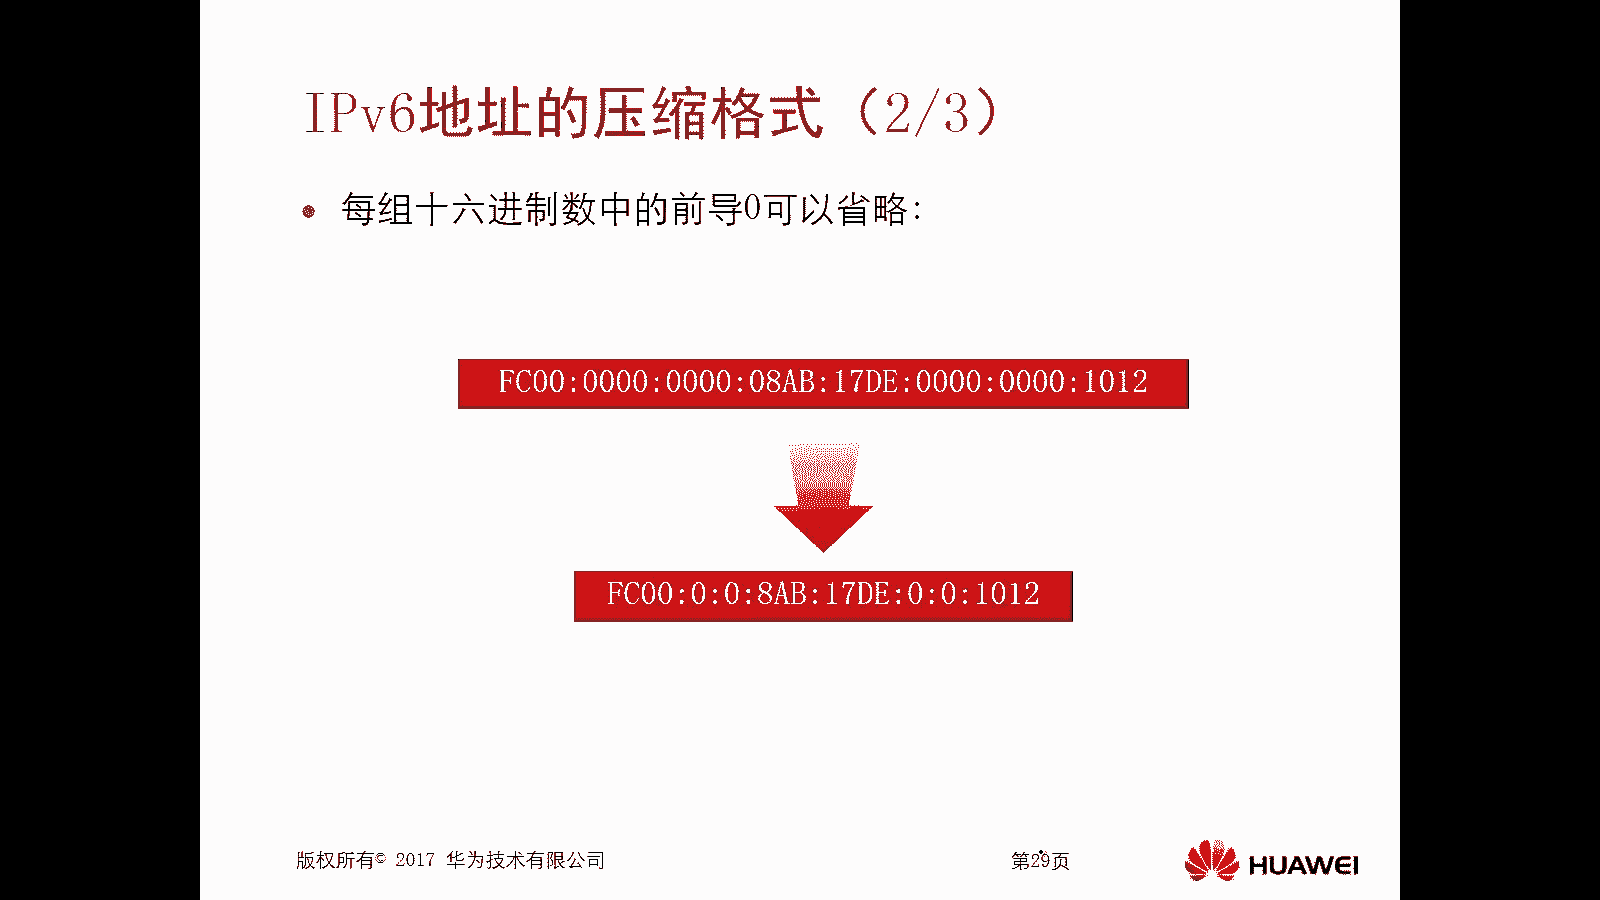 IPv6地址的压缩格式（2/3）
• 每组十六进制数中的前导0可以省略：
FC00:0000:0000:08AB:17DE:0000:0000:1012
FC00:0:0:8AB:17DE:0:0:1012
版权所有© 2017 华为技术有限公司
第29页
HUAWEI